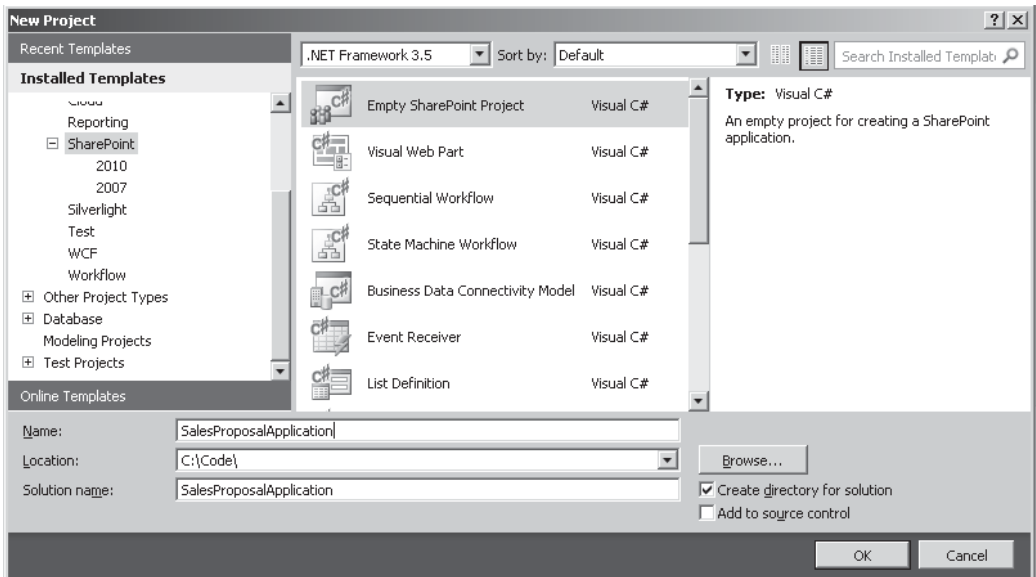 New Project
Recent Templates
Installed Templates
Cloud
Reporting
SharePoint
2010
2007
Silverlight
Test
WCF
Workflow
Other Project Types
Database
Modeling Projects
Test Projects
Online Templates
.NET Framework 3.5
Sort by: Default
Search Installed Templat
Empty SharePoint Project Visual C#
Visual Web Part Visual C#
Sequential Workflow Visual C#
State Machine Workflow Visual C#
Business Data Connectivity Model Visual C#
Event Receiver Visual C#
List Definition Visual C#
Type: Visual C#
An empty project for creating a SharePoint
application.
Name: SalesProposalApplication
Location: C:\Code\
Solution name: SalesProposalApplication
Browse...
Create directory for solution
Add to source control
OK
Cancel